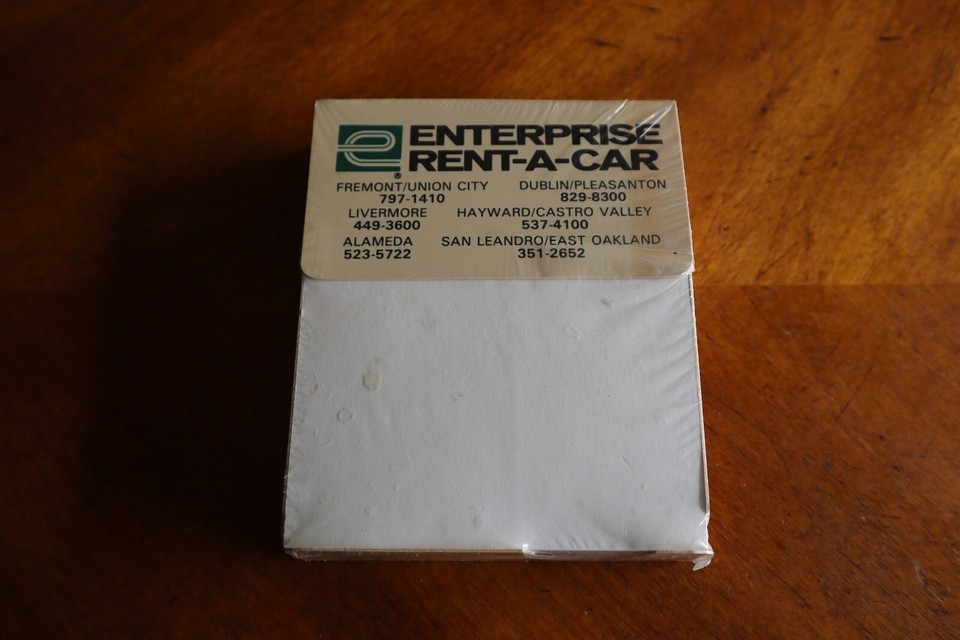 ENTERPRISE
RENT-A-CAR
®
FREMONT/UNION CITY DUBLIN/PLEASANTON
797-1410 829-8300
LIVERMORE HAYWARD/CASTRO VALLEY
449-3600 537-4100
ALAMEDA SAN LEANDRO/EAST OAKLAND
523-5722 351-2652